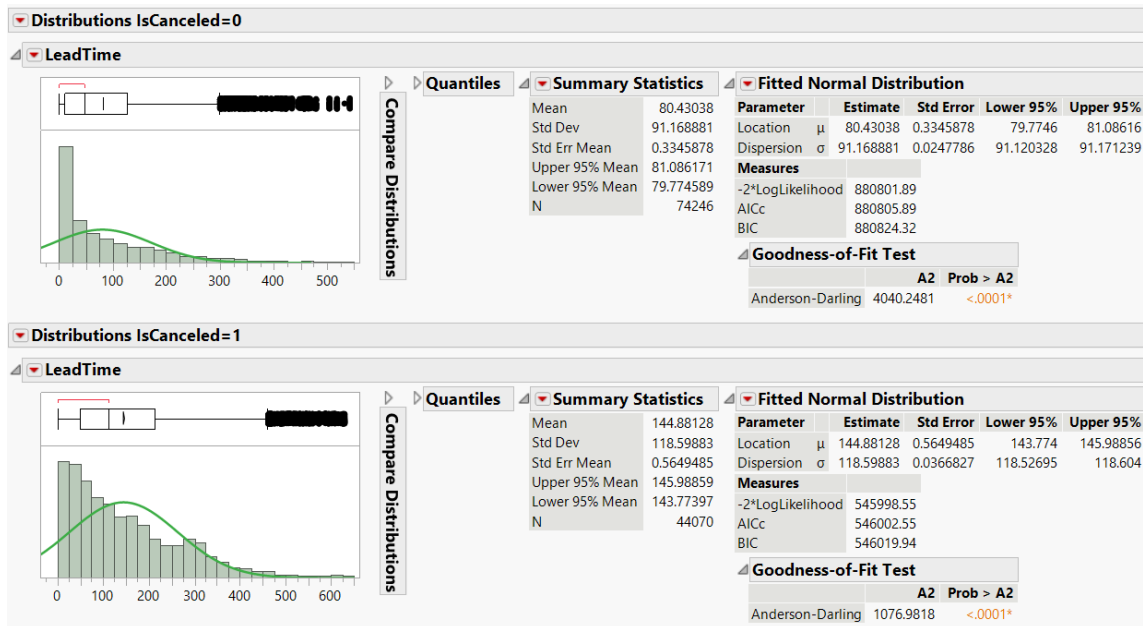 Distributions IsCanceled=0
LeadTime
0 100 200 300 400 500
Compare Distributions
Quantiles
Summary Statistics
Mean 80.43038
Std Dev 91.168881
Std Err Mean 0.3345878
Upper 95% Mean 81.086171
Lower 95% Mean 79.774589
N 74246
Fitted Normal Distribution
Parameter Estimate Std Error Lower 95% Upper 95%
Location μ 80.43038 0.3345878 79.7746 81.08616
Dispersion σ 91.168881 0.0247786 91.120328 91.171239
Measures
-2*LogLikelihood 880801.89
AICc 880805.89
BIC 880824.32
Goodness-of-Fit Test
A2 Prob > A2
Anderson-Darling 4040.2481 <.0001*
Distributions IsCanceled=1
LeadTime
0 100 200 300 400 500 600
Compare Distributions
Quantiles
Summary Statistics
Mean 144.88128
Std Dev 118.59883
Std Err Mean 0.5649485
Upper 95% Mean 145.98859
Lower 95% Mean 143.77397
N 44070
Fitted Normal Distribution
Parameter Estimate Std Error Lower 95% Upper 95%
Location μ 144.88128 0.5649485 143.774 145.98856
Dispersion σ 118.59883 0.0366827 118.52695 118.604
Measures
-2*LogLikelihood 545998.55
AICc 546002.55
BIC 546019.94
Goodness-of-Fit Test
A2 Prob > A2
Anderson-Darling 1076.9818 <.0001*